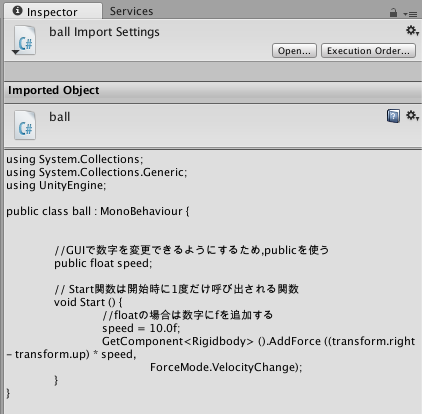 Inspector
Services
ball Import Settings
Open...
Execution Order...
Imported Object
C#
ball
using System.Collections;
using System.Collections.Generic;
using UnityEngine;
public class ball : MonoBehaviour {
//GUIで数字を変更できるようにするため,publicを使う
public float speed;
// Start関数は開始時に1度だけ呼び出される関数
void Start () {
//floatの場合は数字にfを追加する
speed = 10.0f;
GetComponent<Rigidbody> ().AddForce ((transform.right
- transform.up) * speed,
ForceMode.VelocityChange);
}
}